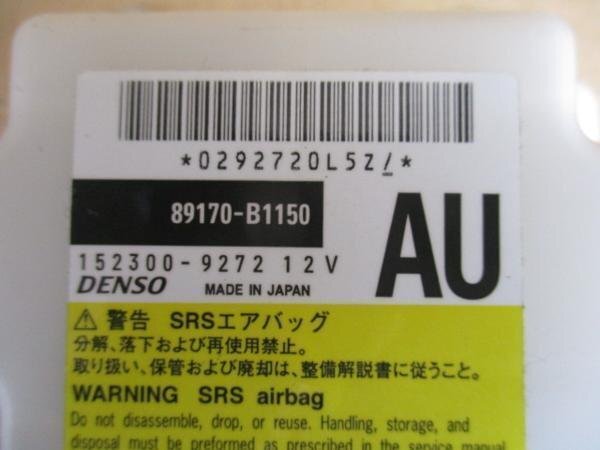 *0292720L5Z/*
89170-B1150
AU
152300-9272 12V
DENSO MADE IN JAPAN
⚠ 警告 SRSエアバッグ
分解、落下および再使用禁止。
取り扱い、保管および廃却は、整備解説書に従うこと。
WARNING SRS airbag
Do not disassemble, drop, or reuse. Handling, storage, and
disposal must be performed as prescribed in the service manual